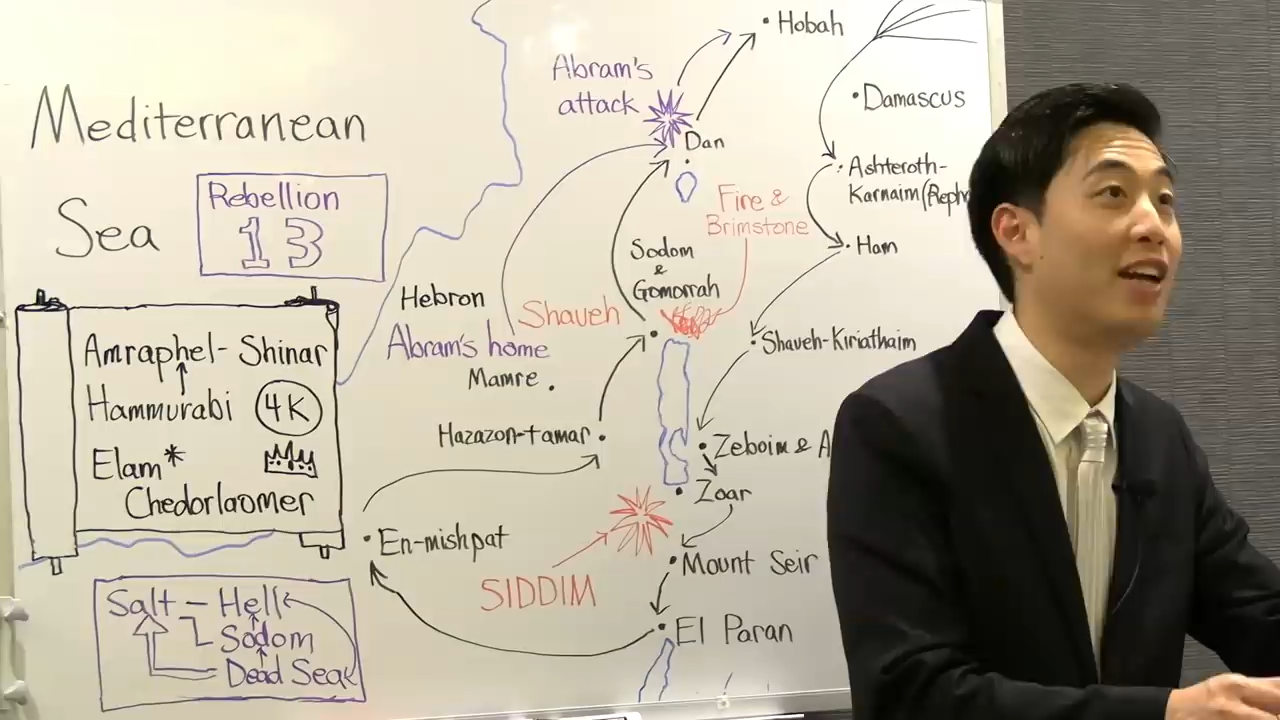 Mediterranean
Sea
Rebellion
13
Amraphel- Shinar
Hammurabi 4K
Elam*
Chedorlaomer
Salt - Hell
Sodom
Dead Sea
Hobah
Abram's
attack
Damascus
Dan
Ashteroth-
Karnaim (Reph
Fire &
Brimstone
Ham
Sodom
&
Gomorrah
Hebron
Shaveh
Abram's home
Mamre
Shaveh-Kiriathaim
Hazazon-tamar
Zeboim & A
Zoar
En-mishpat
Mount Seir
SIDDIM
El Paran